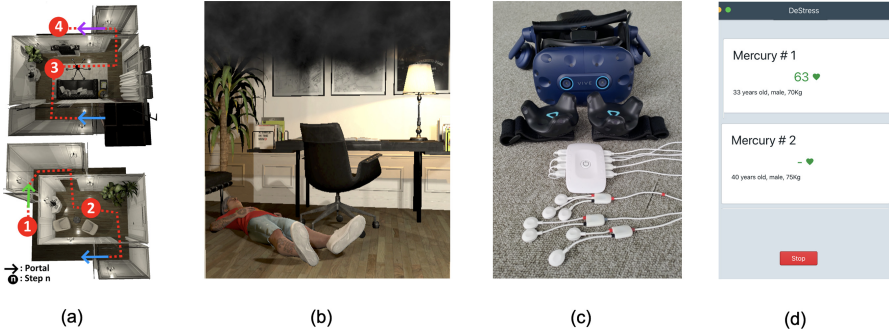 4
3
2
1
→: Portal
n: Step n
VIVE
DeStress
Mercury # 1
63
33 years old, male, 70Kg
Mercury # 2
-
40 years old, male, 75Kg
Stop
(a)
(b)
(c)
(d)